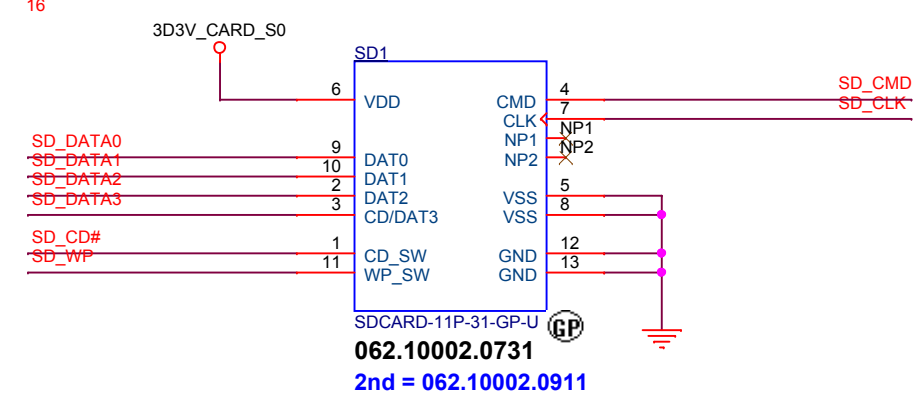 16
3D3V_CARD_S0
SD1
6 VDD
CMD 4 SD_CMD
CLK 7 SD_CLK
NP1 NP1
NP2 NP2
SD_DATA0 9 DAT0
SD_DATA1 10 DAT1
SD_DATA2 2 DAT2
SD_DATA3 3 CD/DAT3
VSS 5
VSS 8
SD_CD# 1 CD_SW
SD_WP 11 WP_SW
GND 12
GND 13
SDCARD-11P-31-GP-U GP
062.10002.0731
2nd = 062.10002.0911